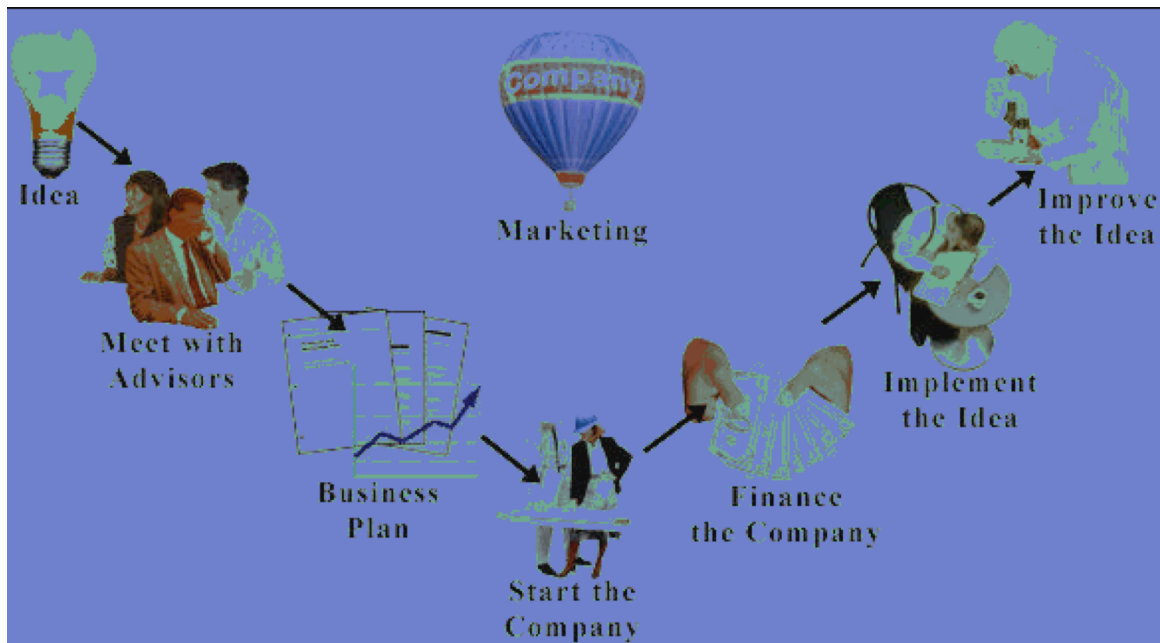 Your
Company
Marketing
Idea
Meet with
Advisors
Business
Plan
Start the
Company
Finance
the Company
Implement
the Idea
Improve
the Idea